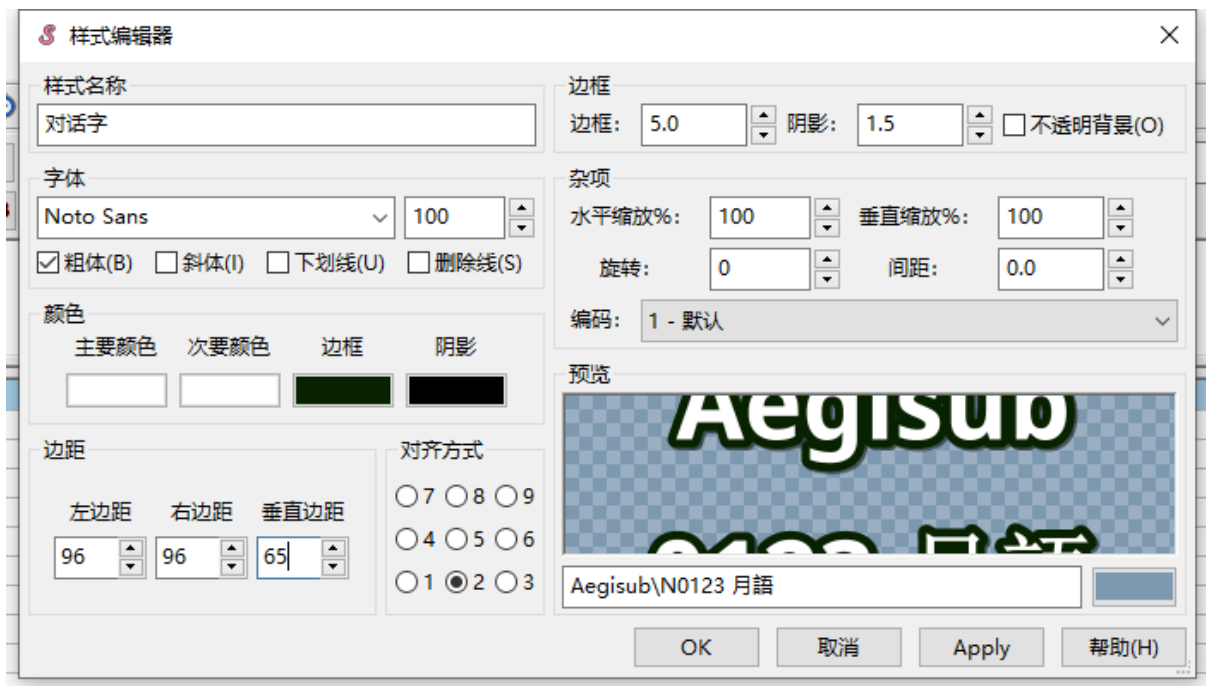 样式编辑器
样式名称
对话字
字体
Noto Sans
100
粗体(B)
斜体(I)
下划线(U)
删除线(S)
颜色
主要颜色
次要颜色
边框
阴影
边距
左边距
右边距
垂直边距
96
96
65
对齐方式
7 8 9
4 5 6
1 2 3
边框
边框: 5.0
阴影: 1.5
不透明背景(O)
杂项
水平缩放%: 100
垂直缩放%: 100
旋转: 0
间距: 0.0
编码: 1 - 默认
预览
Aegisub
0123 月語
Aegisub\N0123 月語
OK
取消
Apply
帮助(H)